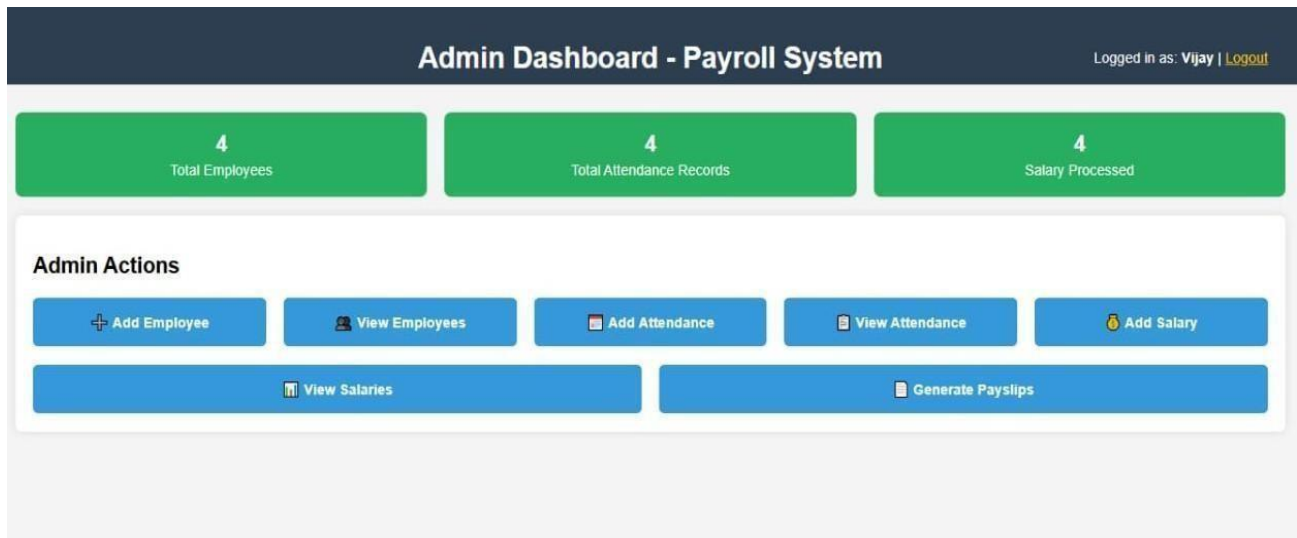 Admin Dashboard - Payroll System
Logged in as: Vijay | Logout
4
Total Employees
4
Total Attendance Records
4
Salary Processed
Admin Actions
Add Employee
View Employees
Add Attendance
View Attendance
Add Salary
View Salaries
Generate Payslips